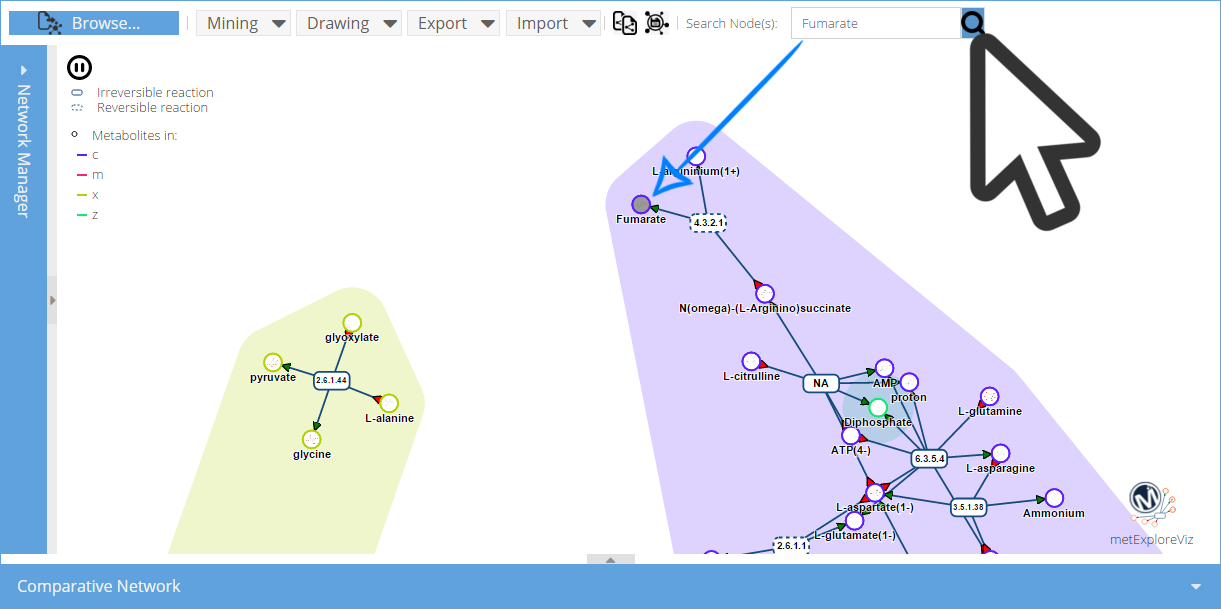 Browse...
Mining
Drawing
Export
Import
Search Node(s):
Fumarate
Network Manager
Irreversible reaction
Reversible reaction
Metabolites in:
c
m
x
z
L-argininium(1+)
Fumarate
4.3.2.1
N(omega)-(L-Arginino)succinate
glyoxylate
pyruvate
2.6.1.44
L-alanine
glycine
L-citrulline
NA
AMP
proton
Diphosphate
L-glutamine
ATP(4-)
6.3.5.4
L-asparagine
L-aspartate(1-)
3.5.1.38
Ammonium
L-glutamate(1-)
2.6.1.1
M
metExploreViz
Comparative Network